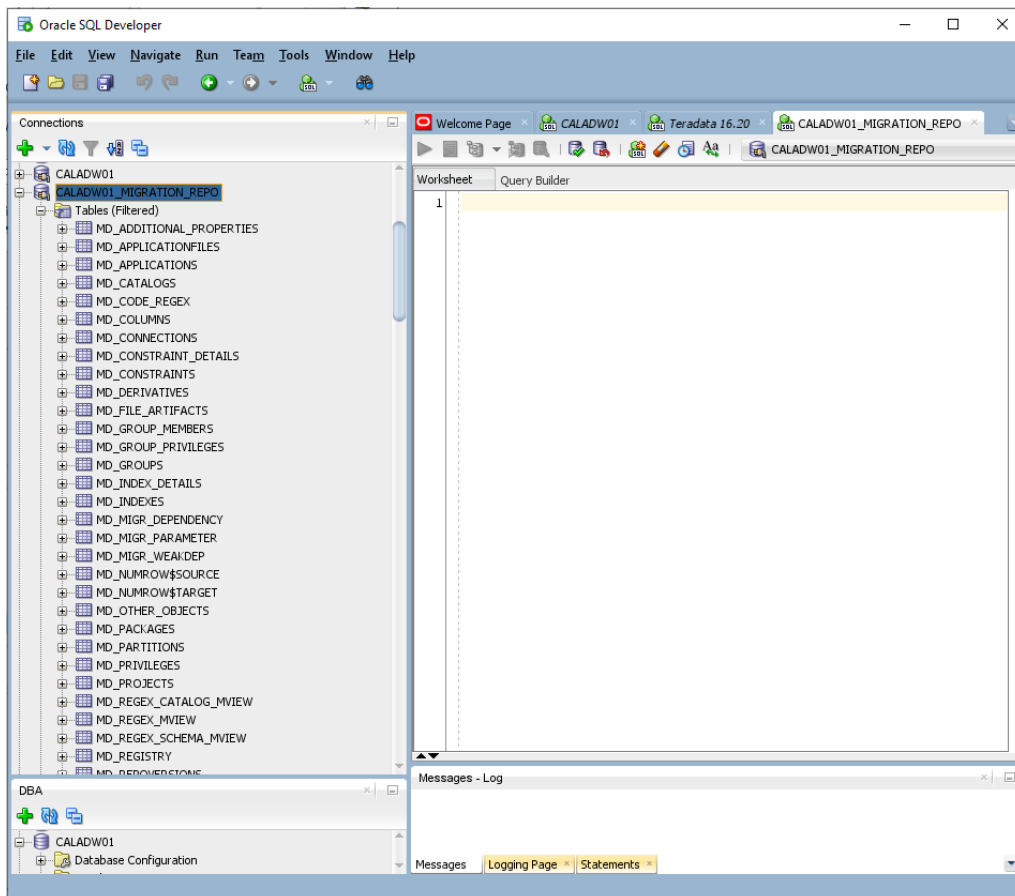 Oracle SQL Developer
File Edit View Navigate Run Team Tools Window Help
Connections
Welcome Page CALADW01 Teradata 16.20 CALADW01_MIGRATION_REPO
CALADW01_MIGRATION_REPO
Worksheet Query Builder
1
CALADW01
CALADW01_MIGRATION_REPO
Tables (Filtered)
MD_ADDITIONAL_PROPERTIES
MD_APPLICATIONFILES
MD_APPLICATIONS
MD_CATALOGS
MD_CODE_REGEX
MD_COLUMNS
MD_CONNECTIONS
MD_CONSTRAINT_DETAILS
MD_CONSTRAINTS
MD_DERIVATIVES
MD_FILE_ARTIFACTS
MD_GROUP_MEMBERS
MD_GROUP_PRIVILEGES
MD_GROUPS
MD_INDEX_DETAILS
MD_INDEXES
MD_MIGR_DEPENDENCY
MD_MIGR_PARAMETER
MD_MIGR_WEAKDEP
MD_NUMROW$SOURCE
MD_NUMROW$TARGET
MD_OTHER_OBJECTS
MD_PACKAGES
MD_PARTITIONS
MD_PRIVILEGES
MD_PROJECTS
MD_REGEX_CATALOG_MVIEW
MD_REGEX_MVIEW
MD_REGEX_SCHEMA_MVIEW
MD_REGISTRY
MD_REPOVERSIONS
DBA
CALADW01
Database Configuration
Messages - Log
Messages Logging Page Statements